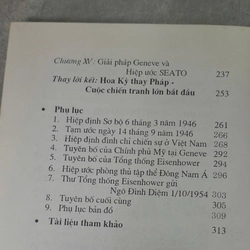 Chương XV: Giải pháp Geneve và
Hiệp ước SEATO 237
Thay lời kết: Hoa Kỳ thay Pháp -
Cuộc chiến tranh lớn bắt đầu 253
● Phụ lục
1. Hiệp định Sơ bộ 6 tháng 3 năm 1946 261
2. Tam ước ngày 14 tháng 9 năm 1946 263
3. Hiệp định đình chỉ chiến sự ở Việt Nam 268
4. Tuyên bố của Chính phủ Mỹ tại Geneve
5. Tuyên bố của Tổng thống Eisenhower
6. Hiệp ước phòng thủ tập thể Đông Nam Á 296
7. Thư Tổng thống Eisenhower gửi
Ngô Đình Diệm 1/10/1954 303
8. Tuyên bố cuối cùng 305
9. Phụ lục bản đồ 309
● Tài liệu tham khảo 313